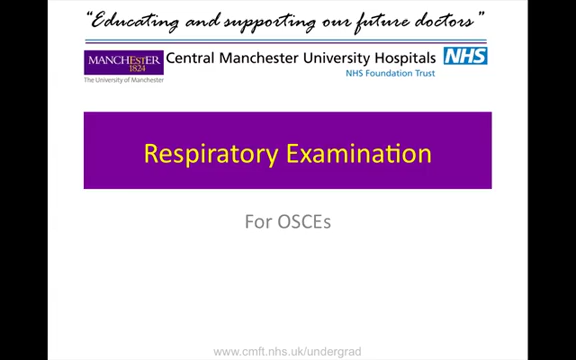 “Educating and supporting our future doctors”
MANCHESTER
1824
The University of Manchester
Central Manchester University Hospitals
NHS
NHS Foundation Trust
Respiratory Examination
For OSCEs
www.cmft.nhs.uk/undergrad